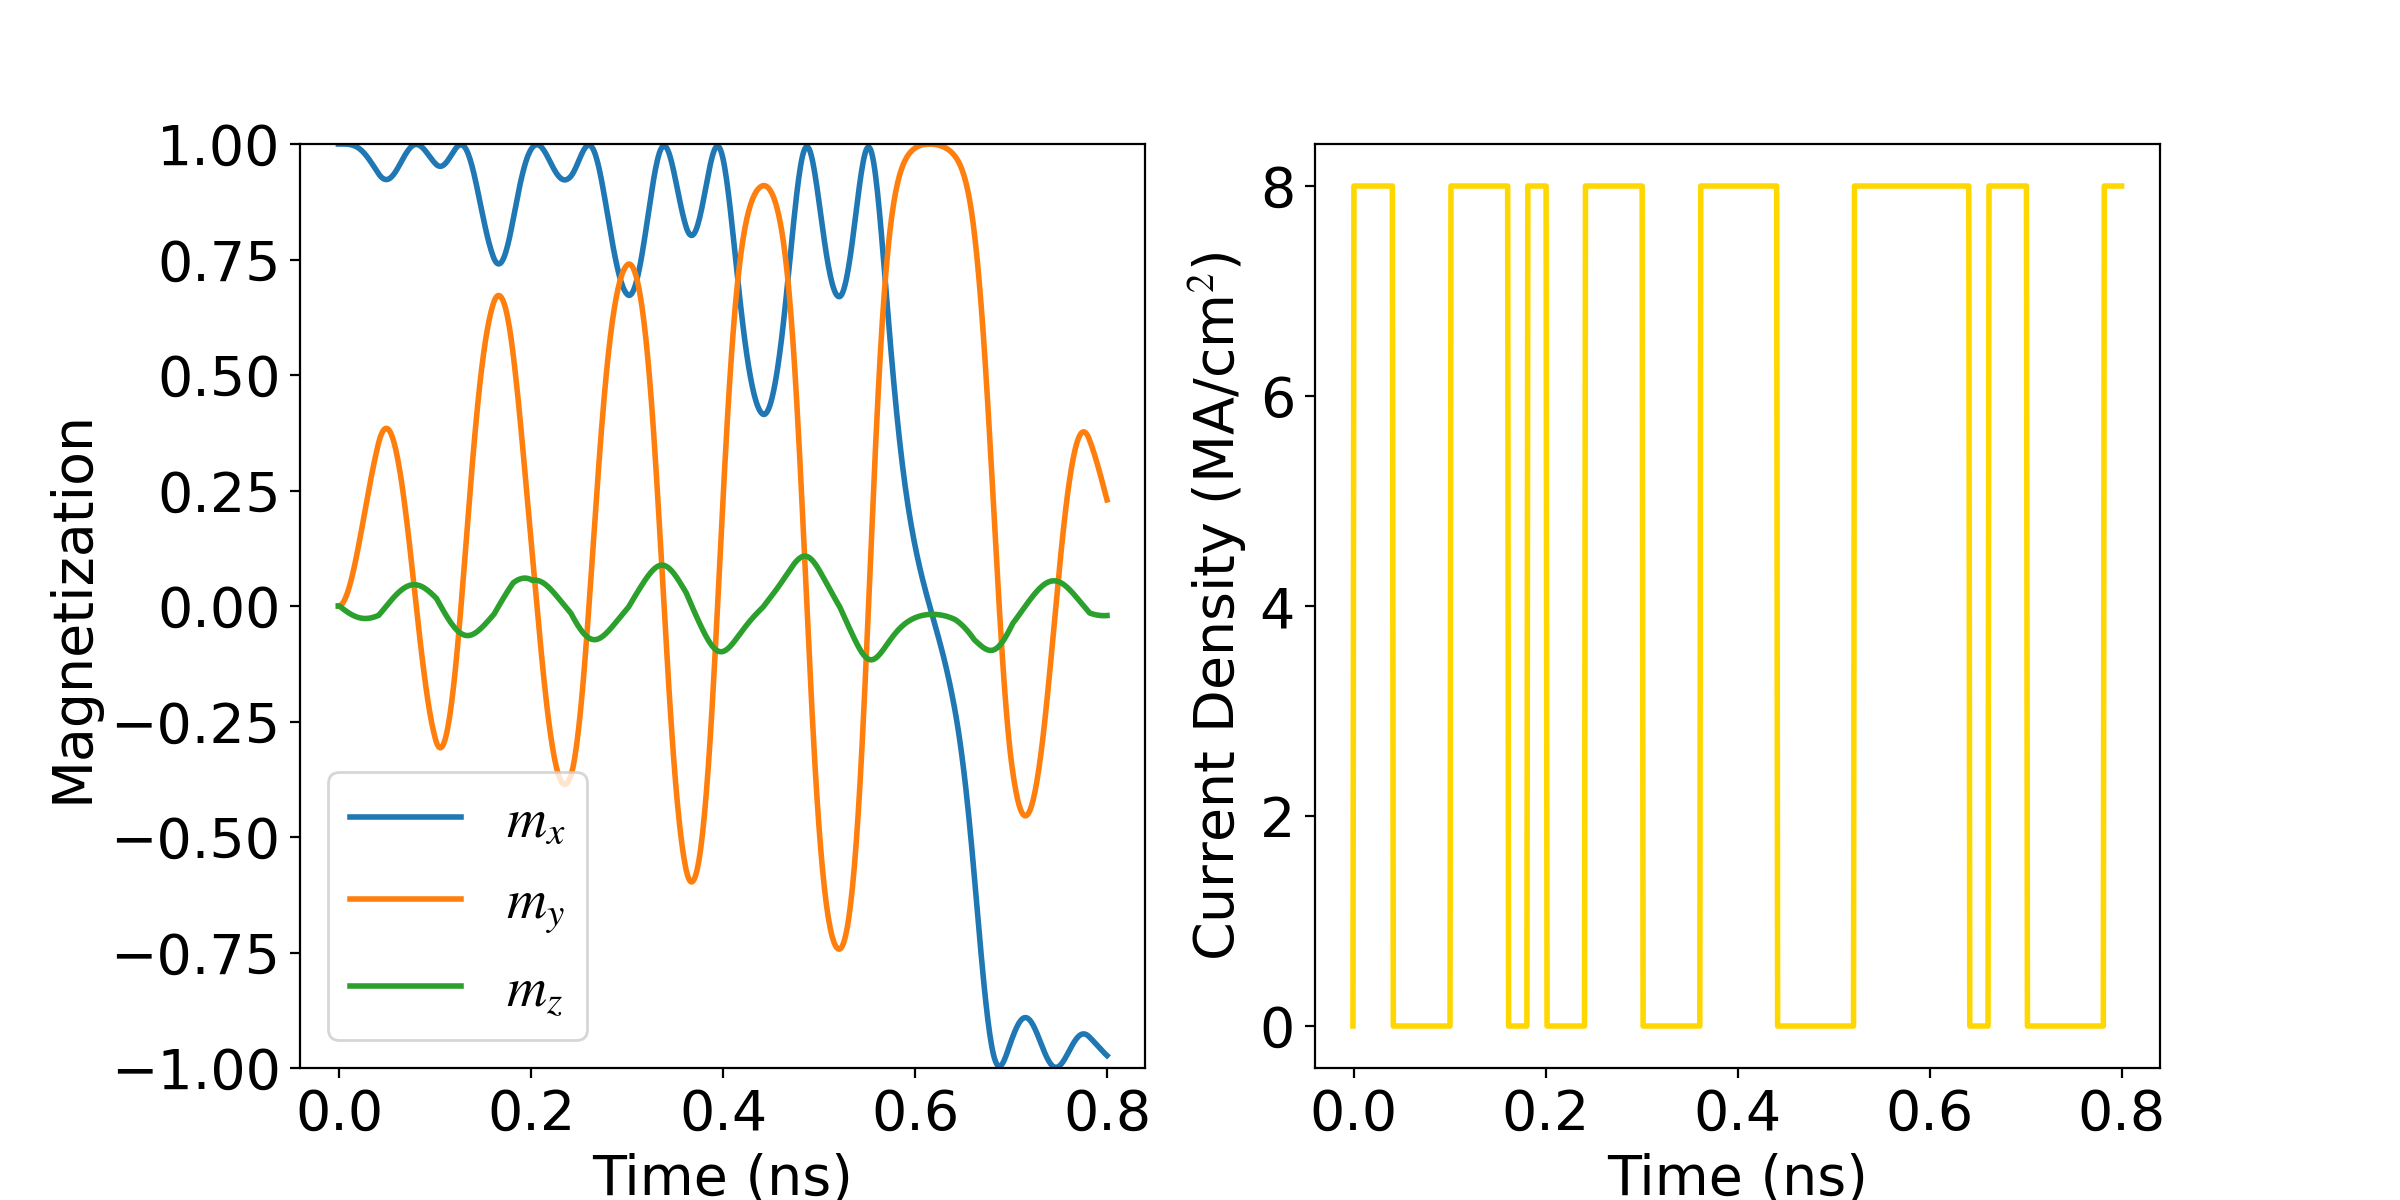 1.00
0.75
0.50
0.25
0.00
−0.25
−0.50
−0.75
−1.00
Magnetization
m_x
m_y
m_z
0.0 0.2 0.4 0.6 0.8
Time (ns)
8
6
4
2
0
Current Density (MA/cm²)
0.0 0.2 0.4 0.6 0.8
Time (ns)